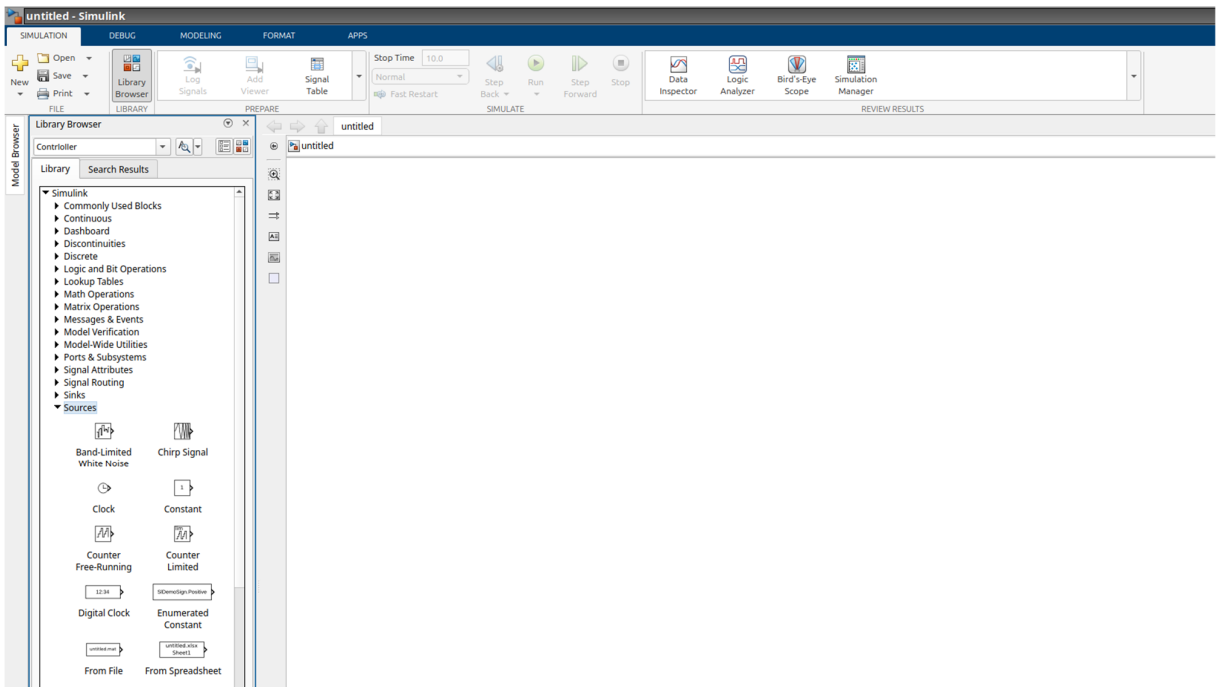 untitled - Simulink
SIMULATION DEBUG MODELING FORMAT APPS
New
Open
Save
Print
FILE
Library
Browser
LIBRARY
Log
Signals
Add
Viewer
Signal
Table
PREPARE
Stop Time 10.0
Normal
Fast Restart
Step
Back
Run
Step
Forward
Stop
SIMULATE
Data
Inspector
Logic
Analyzer
Bird's-Eye
Scope
Simulation
Manager
REVIEW RESULTS
Model Browser
Library Browser
Contrloller
Library Search Results
Simulink
Commonly Used Blocks
Continuous
Dashboard
Discontinuities
Discrete
Logic and Bit Operations
Lookup Tables
Math Operations
Matrix Operations
Messages & Events
Model Verification
Model-Wide Utilities
Ports & Subsystems
Signal Attributes
Signal Routing
Sinks
Sources
Band-Limited
White Noise
Chirp Signal
Clock
1
Constant
Counter
Free-Running
Counter
Limited
12:34
Digital Clock
SlDemoSign.Positive
Enumerated
Constant
untitled.mat
From File
untitled.xlsx
Sheet1
From Spreadsheet
untitled
untitled